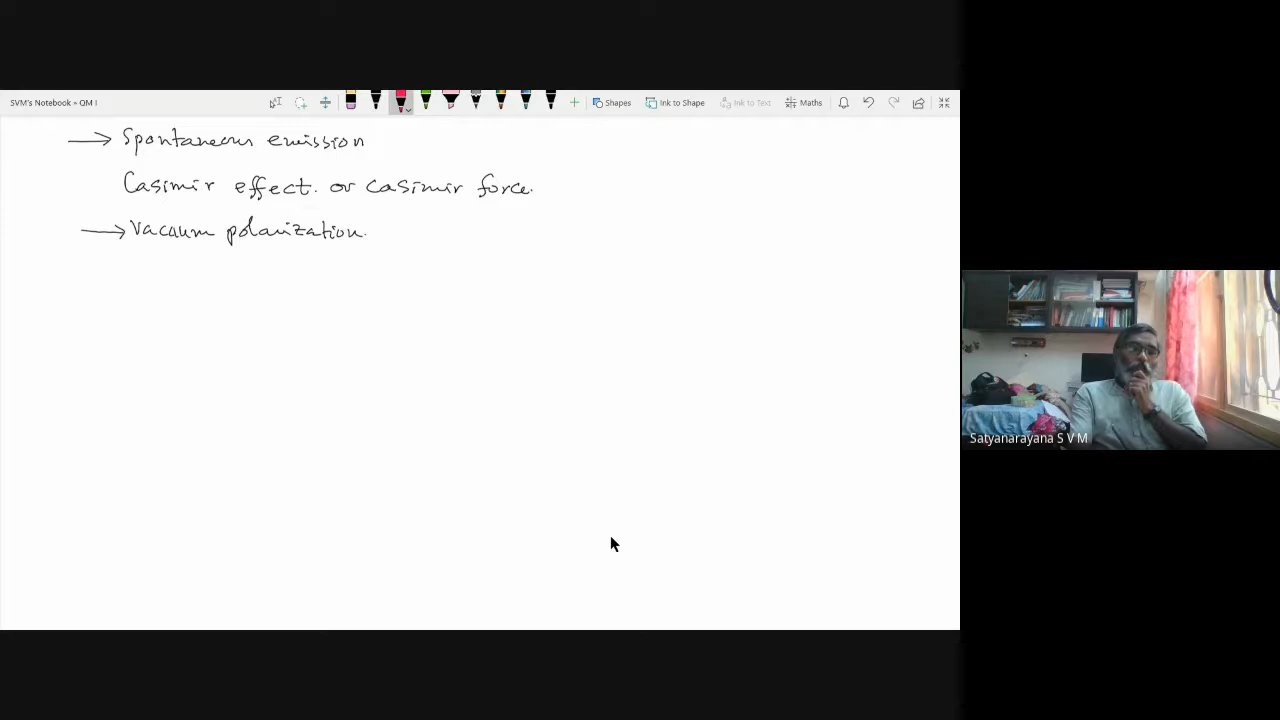 SVM's Notebook » QM I
Shapes
Ink to Shape
Ink to Text
Maths
→ Spontaneous emission
Casimir effect. or casimir force.
→ Vacuum polarization.
Satyanarayana S V M